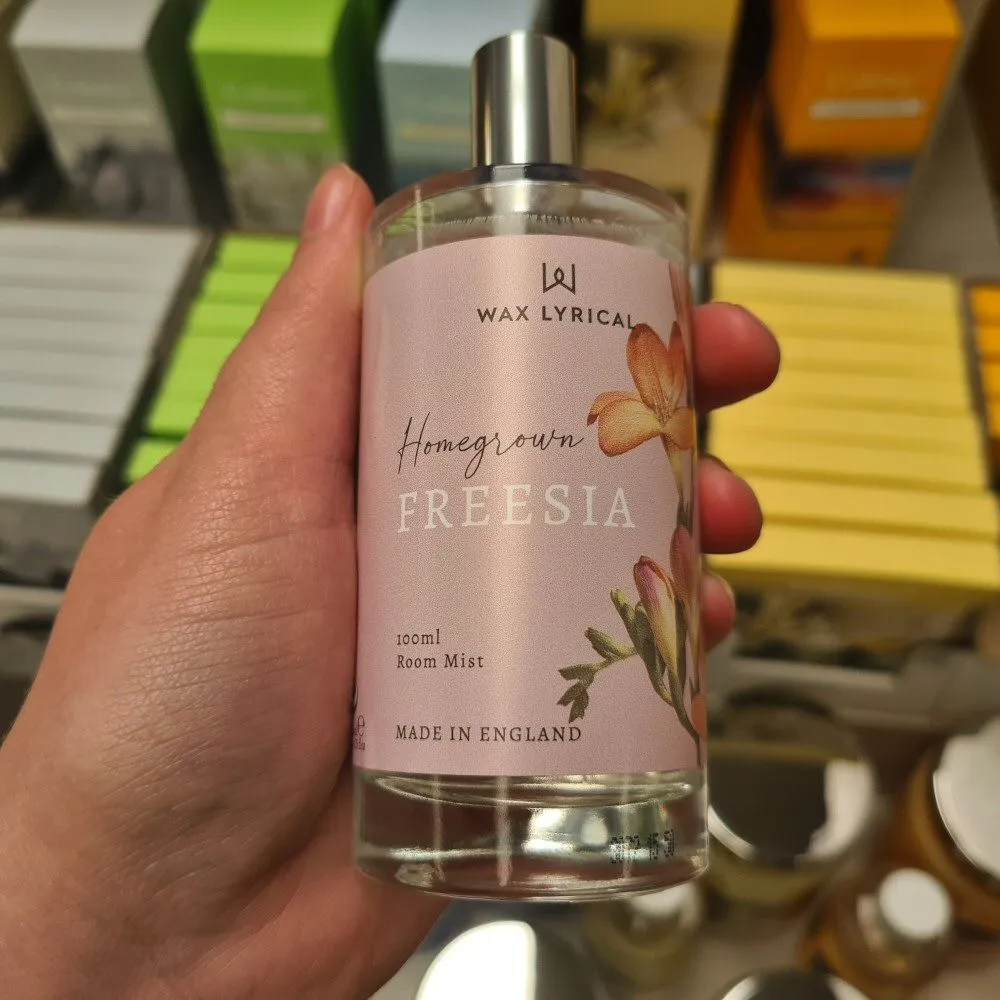 WAX LYRICAL
Homegrown
FREESIA
100ml
Room Mist
MADE IN ENGLAND